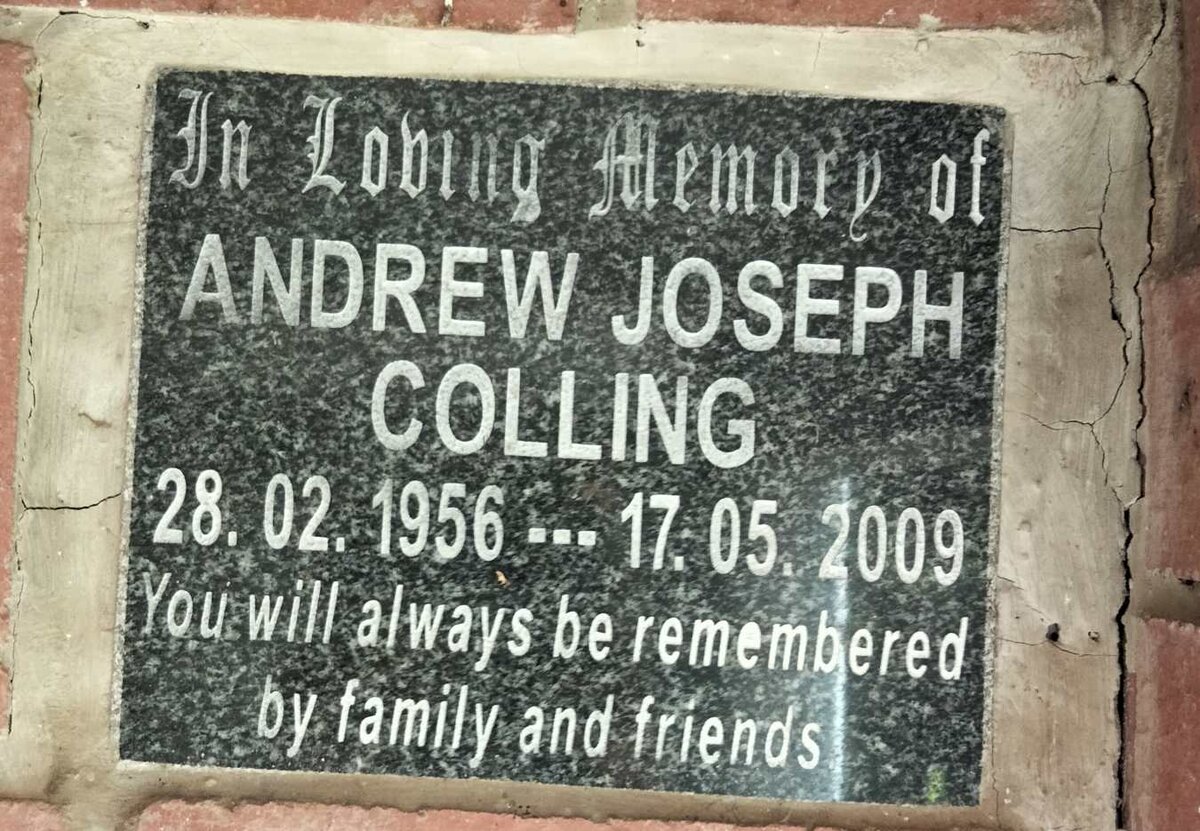 In Loving Memory of
ANDREW JOSEPH
COLLING
28. 02. 1956 --- 17. 05. 2009
You will always be remembered
by family and friends.